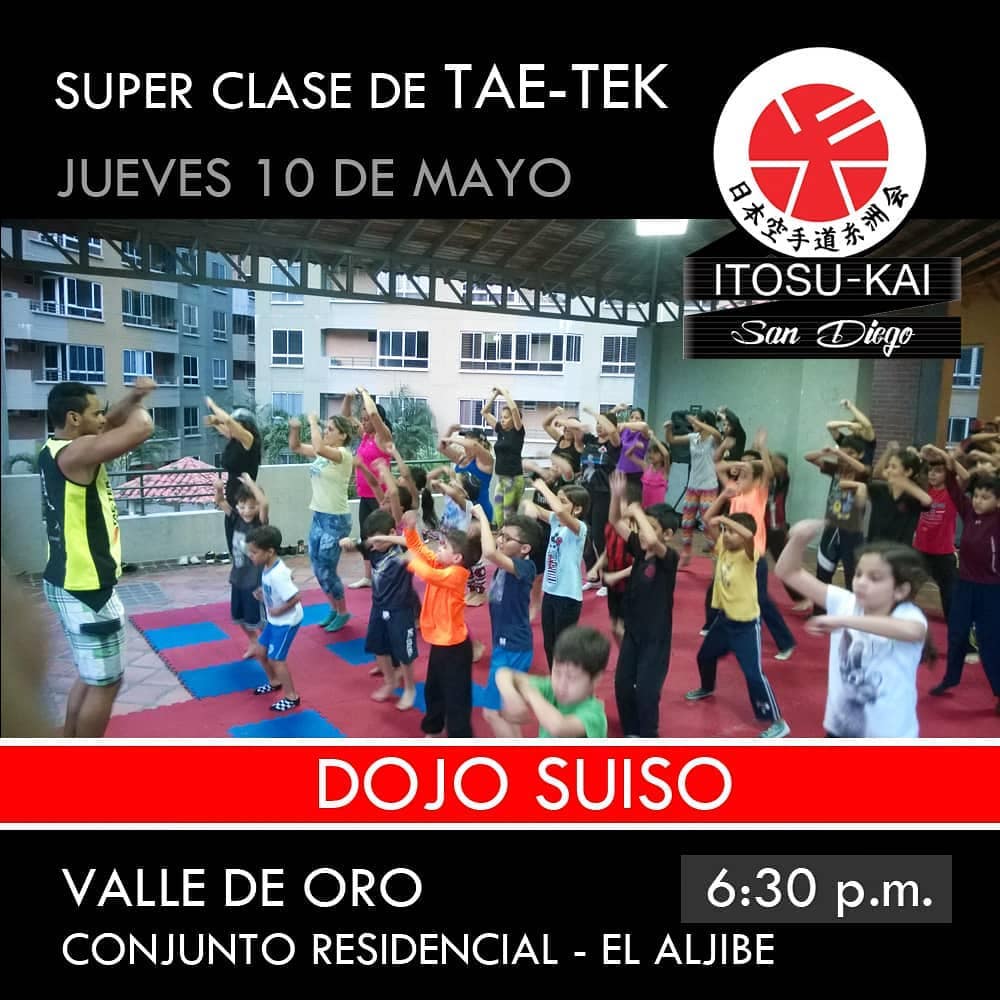 SUPER CLASE DE TAE-TEK
JUEVES 10 DE MAYO
日本空手道糸洲会
ITOSU-KAI
San Diego
DOJO SUISO
VALLE DE ORO
6:30 p.m.
CONJUNTO RESIDENCIAL - EL ALJIBE